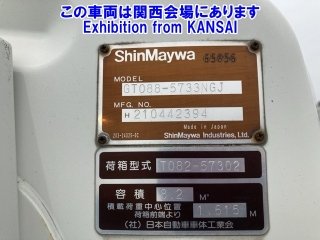 この車両は関西会場にあります
Exhibition from KANSAI
ShinMaywa
MODEL
GT088-5733NGJ
MFG. NO.
H 210442394
Made in Japan
ShinMaywa Industries, Ltd.
荷箱型式 T082-57302
容積 8.2 M³
積載荷重中心位置
荷箱前端より 1.515 M
(社)日本自動車車体工業会